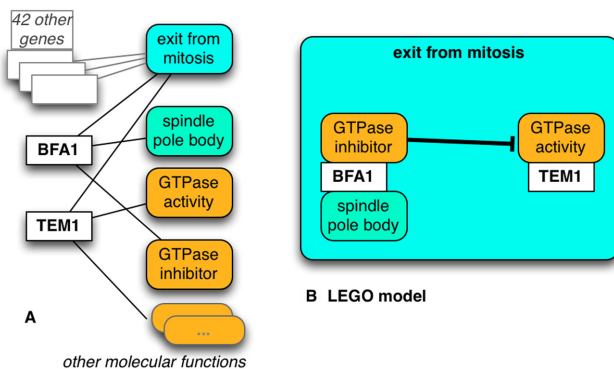 42 other
genes
exit from
mitosis
spindle
pole body
BFA1
GTPase
activity
TEM1
GTPase
inhibitor
...
A
other molecular functions
exit from mitosis
GTPase
inhibitor
GTPase
activity
BFA1
TEM1
spindle
pole body
B LEGO model